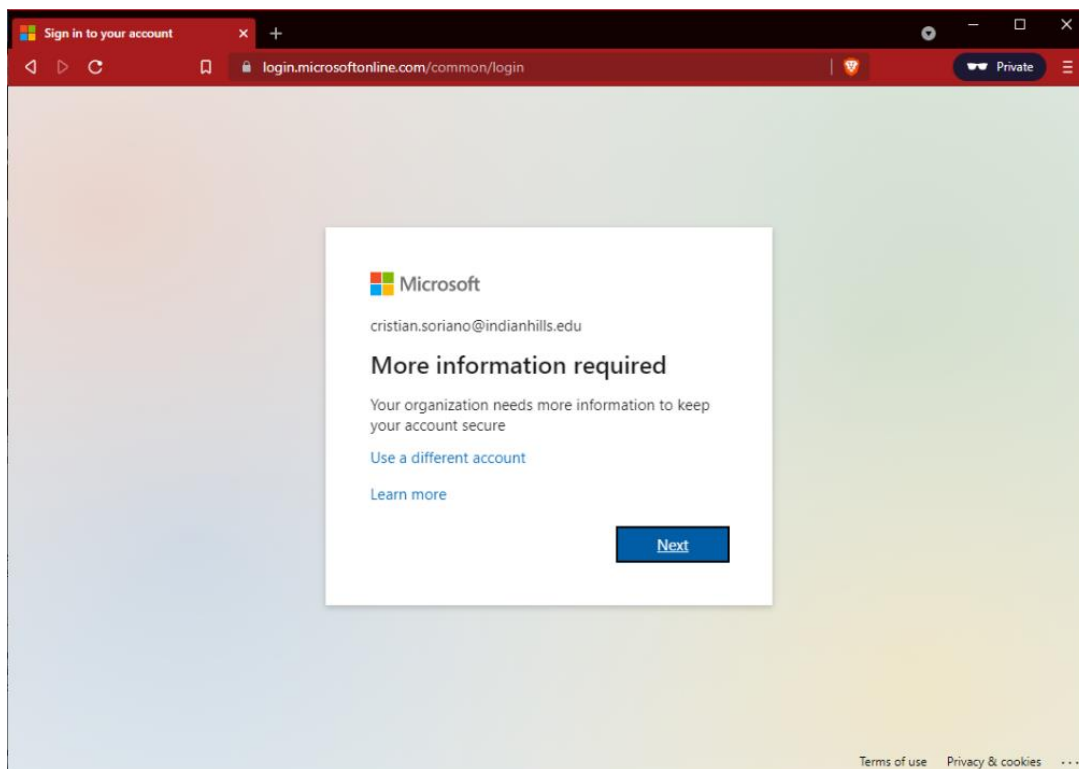 Sign in to your account
login.microsoftonline.com/common/login
Private
Microsoft
cristian.soriano@indianhills.edu
More information required
Your organization needs more information to keep
your account secure
Use a different account
Learn more
Next
Terms of use Privacy & cookies ...